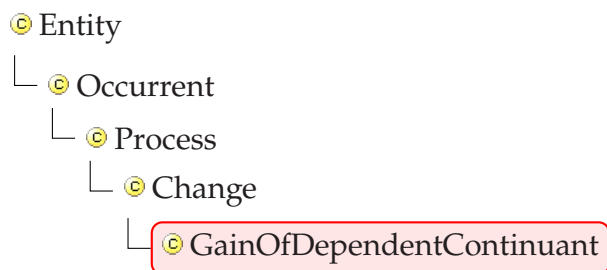 Entity
Occurrent
Process
Change
GainOfDependentContinuant